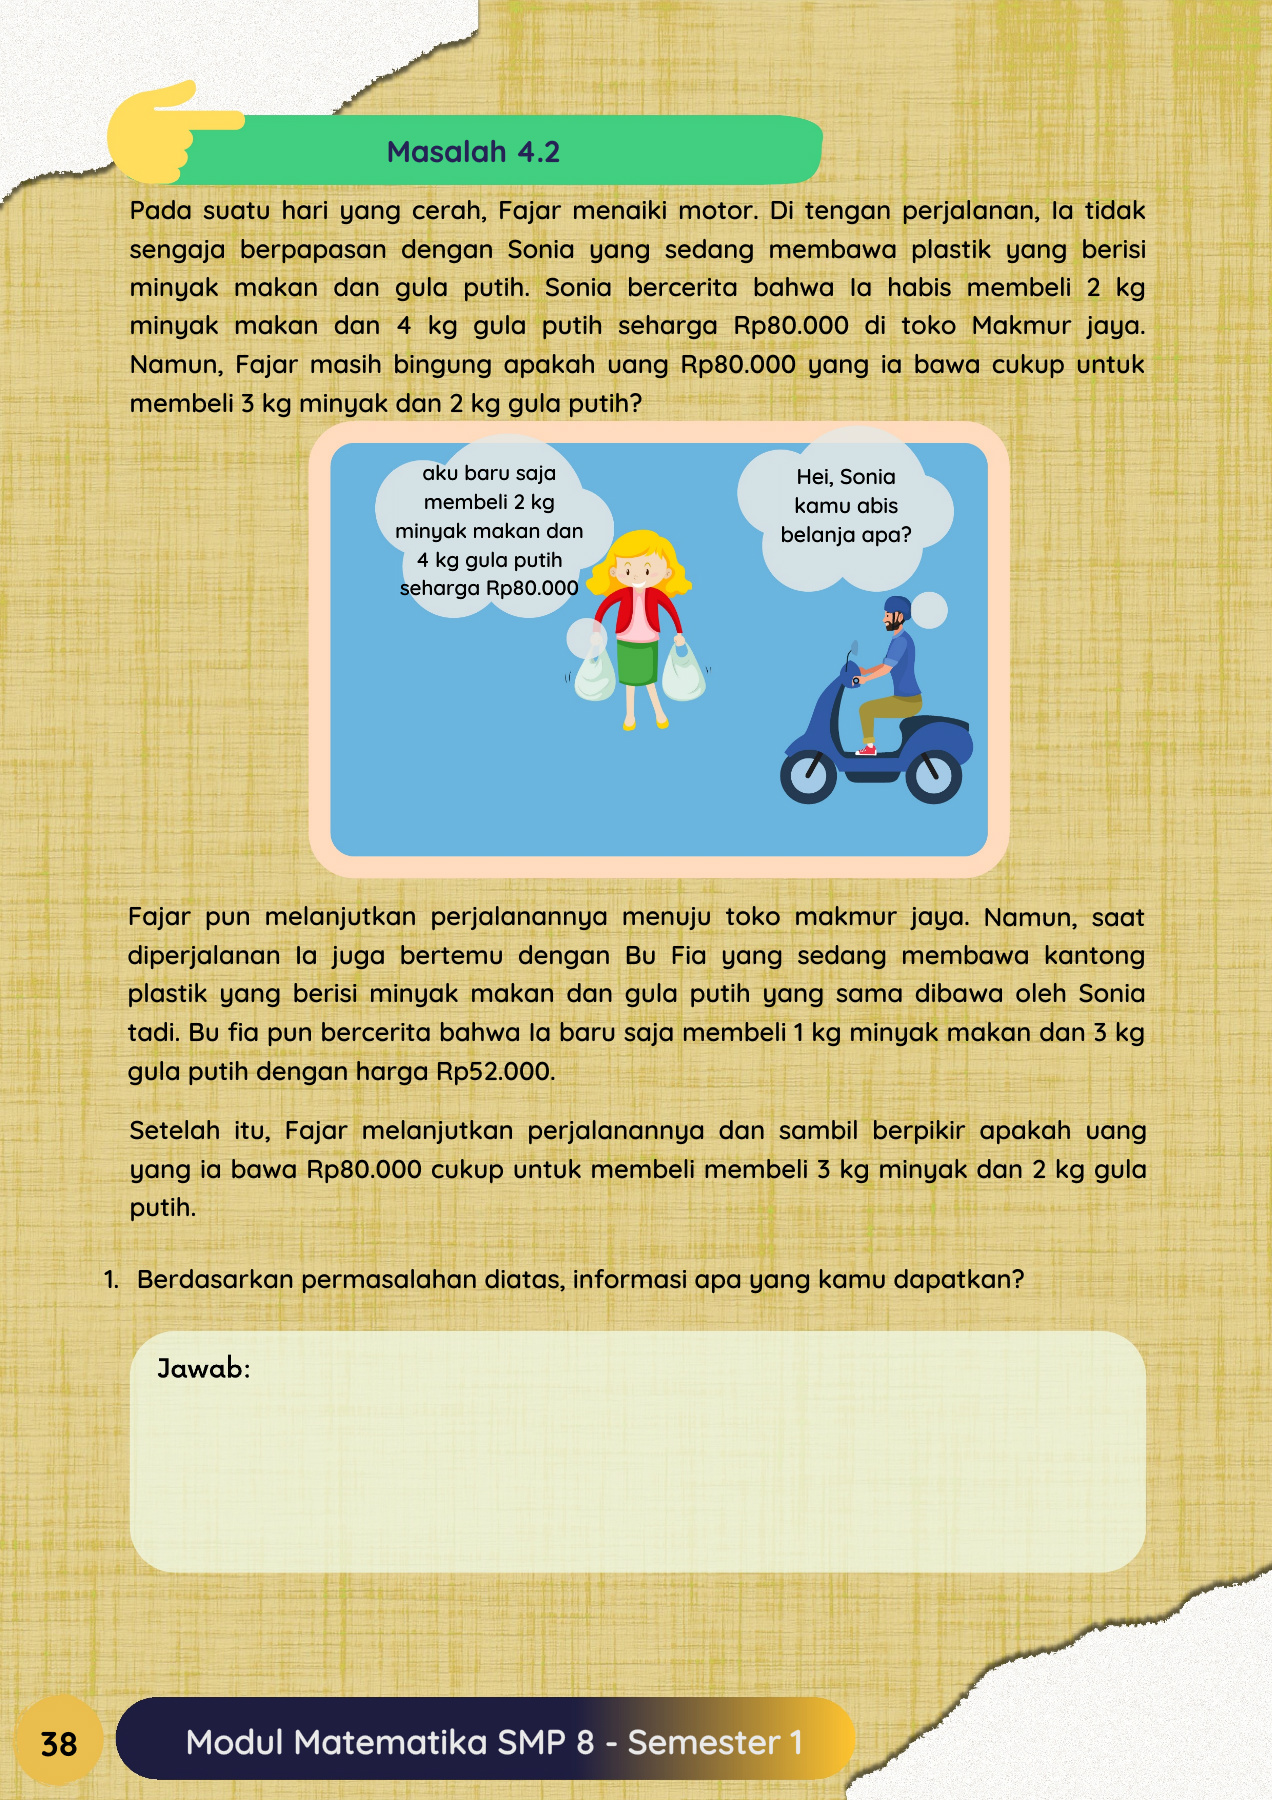 Masalah 4.2
Pada suatu hari yang cerah, Fajar menaiki motor. Di tengan perjalanan, Ia tidak
sengaja berpapasan dengan Sonia yang sedang membawa plastik yang berisi
minyak makan dan gula putih. Sonia bercerita bahwa Ia habis membeli 2 kg
minyak makan dan 4 kg gula putih seharga Rp80.000 di toko Makmur jaya.
Namun, Fajar masih bingung apakah uang Rp80.000 yang ia bawa cukup untuk
membeli 3 kg minyak dan 2 kg gula putih?
aku baru saja
membeli 2 kg
minyak makan dan
4 kg gula putih
seharga Rp80.000
Hei, Sonia
kamu abis
belanja apa?
Fajar pun melanjutkan perjalanannya menuju toko makmur jaya. Namun, saat
diperjalanan Ia juga bertemu dengan Bu Fia yang sedang membawa kantong
plastik yang berisi minyak makan dan gula putih yang sama dibawa oleh Sonia
tadi. Bu fia pun bercerita bahwa Ia baru saja membeli 1 kg minyak makan dan 3 kg
gula putih dengan harga Rp52.000.
Setelah itu, Fajar melanjutkan perjalanannya dan sambil berpikir apakah uang
yang ia bawa Rp80.000 cukup untuk membeli membeli 3 kg minyak dan 2 kg gula
putih.
1. Berdasarkan permasalahan diatas, informasi apa yang kamu dapatkan?
Jawab:
38
Modul Matematika SMP 8 - Semester 1